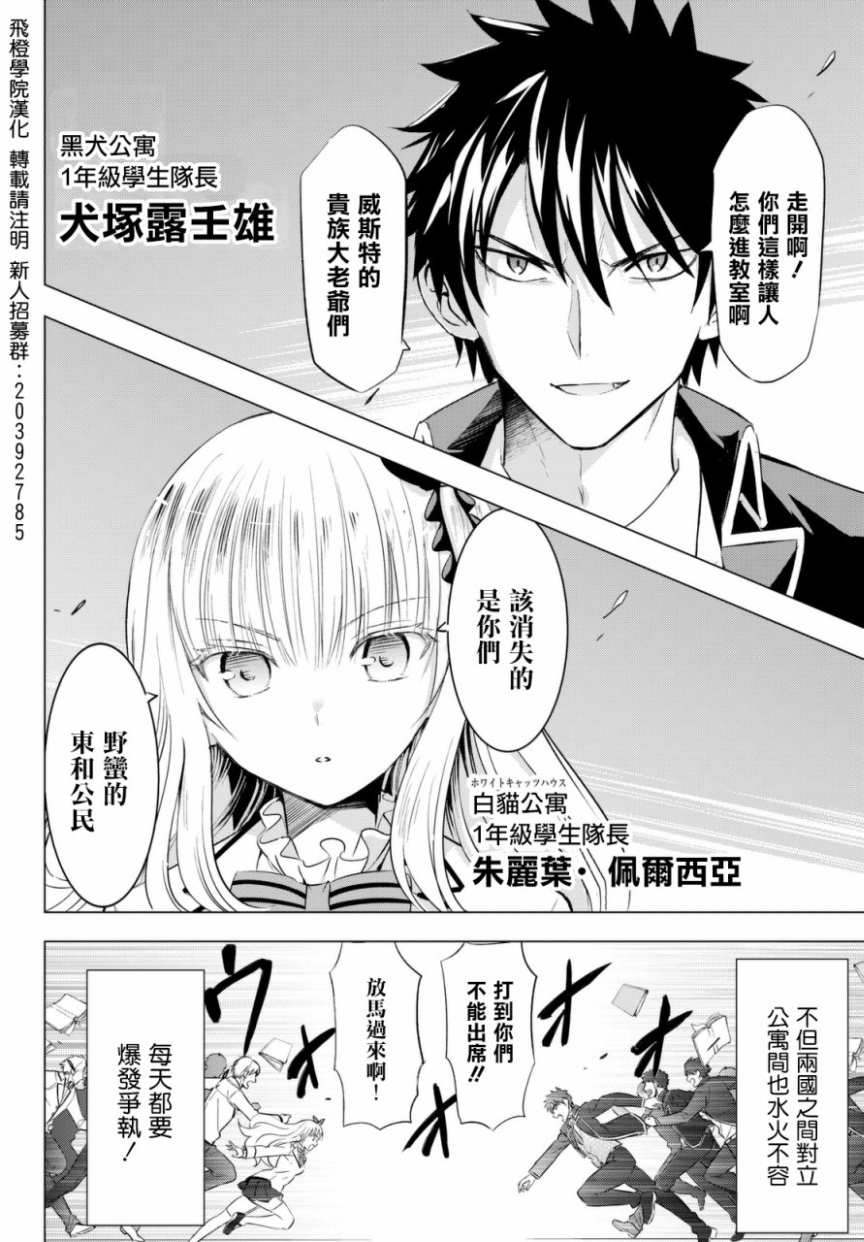 飛橙學院漢化 轉載請注明 新人招募群：20392785
走開啊！
你們這樣讓人
怎麼進教室啊
威斯特的
貴族大老爺們
黑犬公寓
1年級學生隊長
犬塚露壬雄
該消失的
是你們
野蠻的
東和公民
ホワイトキャッツハウス
白貓公寓
1年級學生隊長
朱麗葉·佩爾西亞
不但兩國之間對立
公寓間也水火不容
打到你們
不能出席!!
放馬過來啊！
オ
オ
オ
ウ
每天都要
爆發爭執！